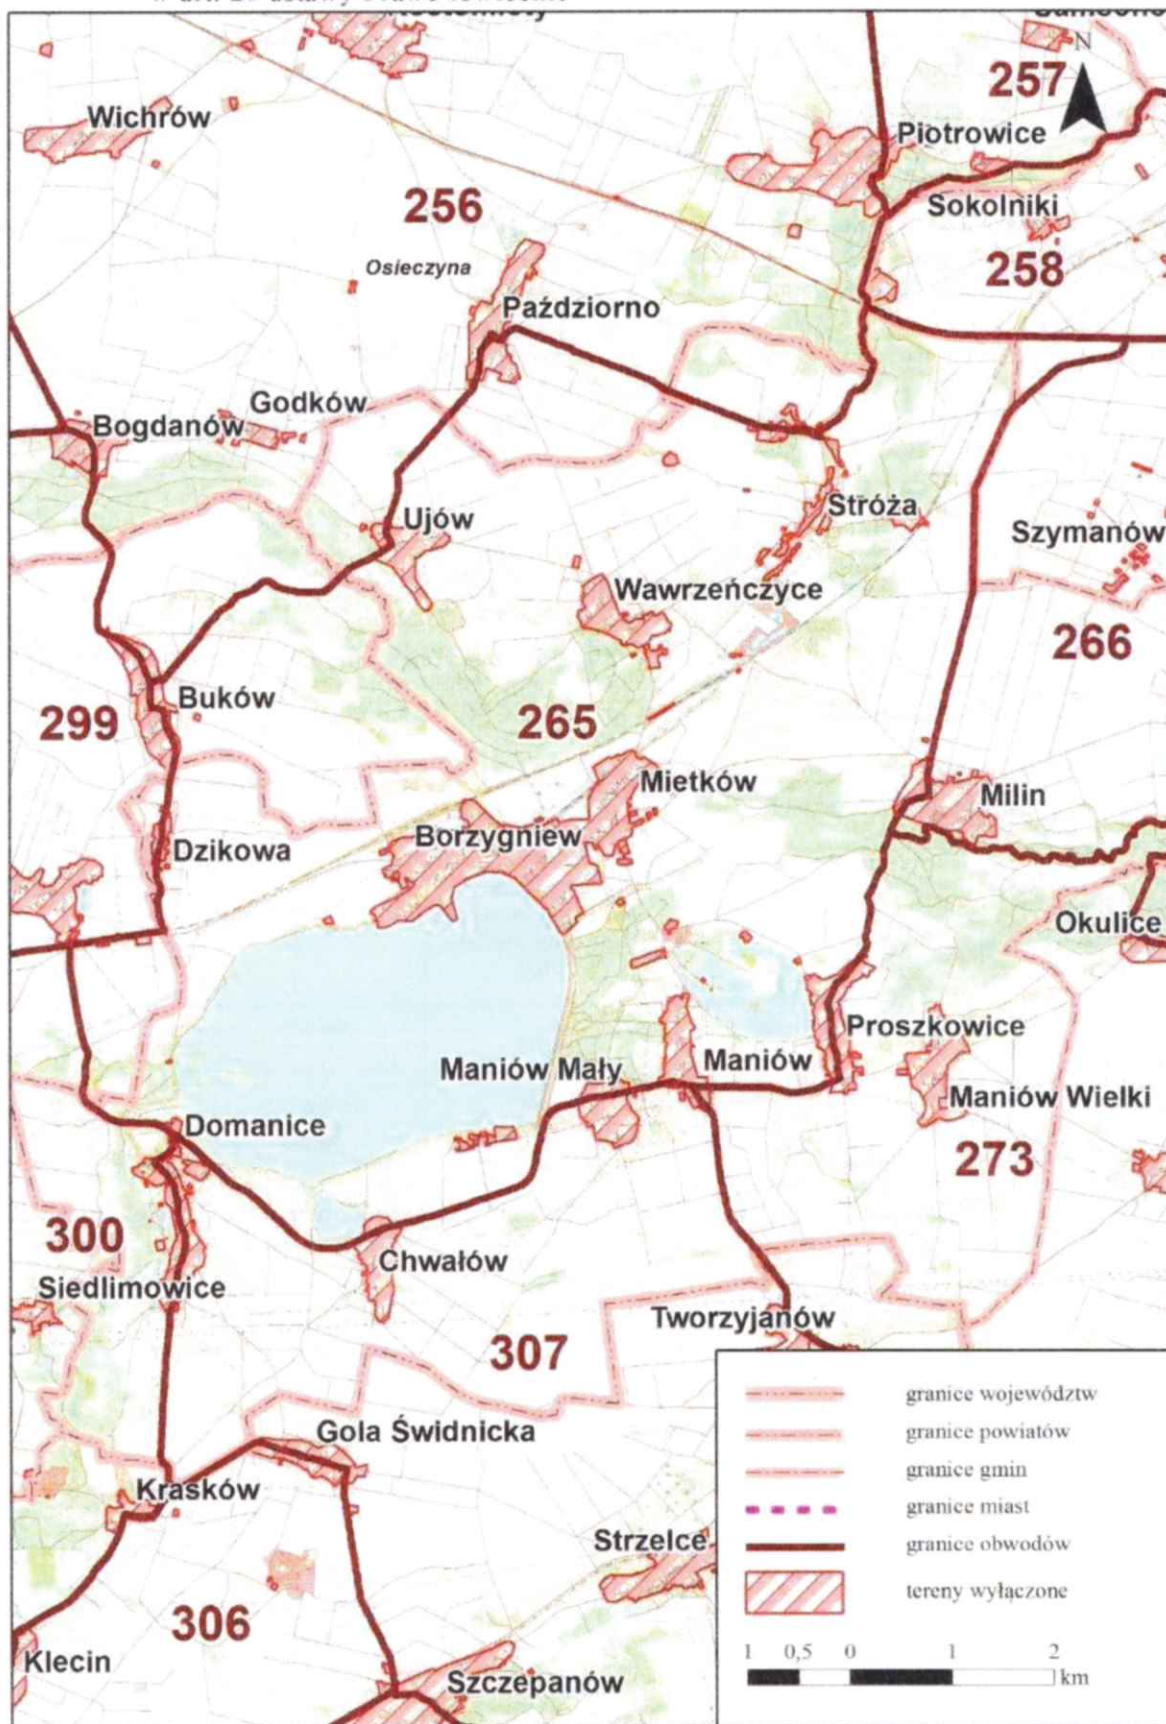 N
257
Wichrów
Piotrowice
256
Sokolniki
Osieczyna
258
Paździorno
Godków
Bogdanów
Ujów
Stróża
Szymanów
Wawrzeńczyce
266
Buków
299
265
Mietków
Milin
Borzygniew
Dzikowa
Okulice
Proszkowice
Maniów Mały
Maniów
Maniów Wielki
Domanice
273
300
Chwałów
Siedlimowice
Tworzyjanów
307
granice województw
granice powiatów
Gola Świdnicka
granice gmin
Krasków
granice miast
Strzelce
granice obwodów
tereny wyłączone
306
Klecin
1 0,5 0 1 2
km
Szczepanów